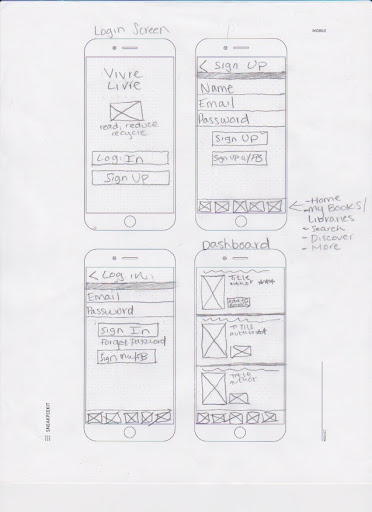 Login Screen
MOBILE
Vivre
Livre
read, reduce
recycle
Log In
Sign Up
< Sign Up
Name
Email
Password
Sign Up
Sign up w/FB
- Home
- My Books/
Libraries
- Search
- Discover
- More
< Log in
Email
Password
Sign In
Forgot Password
Sign in w/FB
Dashboard
Title
author
Title
author
Title
author
SNEAKPEEKIT